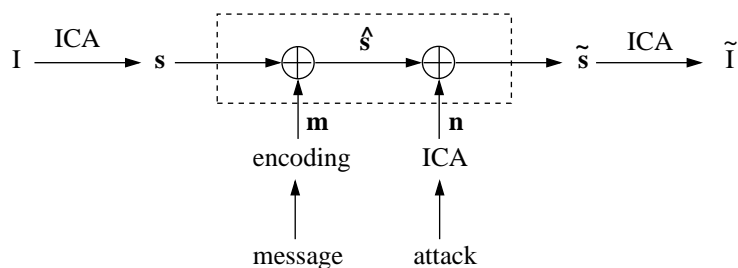 I ICA s ŝ s̃ ICA Ĩ
m n
encoding ICA
message attack